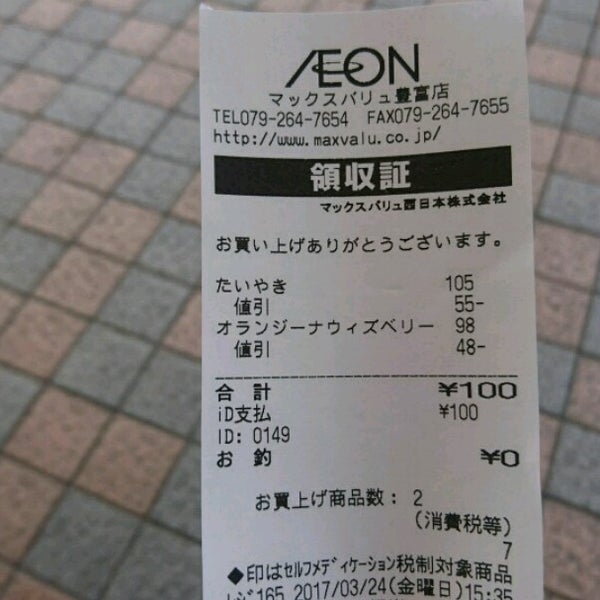 ÆON
マックスバリュ豊富店
TEL079-264-7654 FAX079-264-7655
http://www.maxvalu.co.jp/
領収証
マックスバリュ西日本株式会社
お買い上げありがとうございます。
たいやき 105
値引 55-
オランジーナウィズベリー 98
値引 48-
合 計 ¥100
iD支払 ¥100
ID: 0149
お 釣 ¥0
お買上げ商品数: 2
(消費税等)
7
◆印はセルフメディケーション税制対象商品
レジ165 2017/03/24(金曜日)15:35